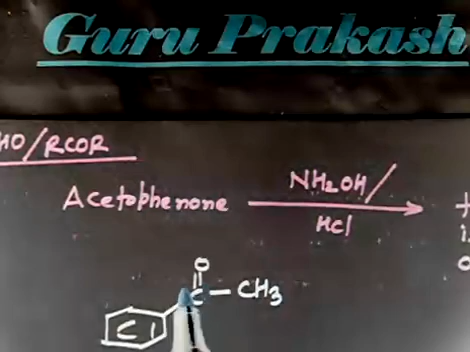 Guru Prakash
HO/RCOR
Acetophenone NH2OH/
HCl
O
C – CH3